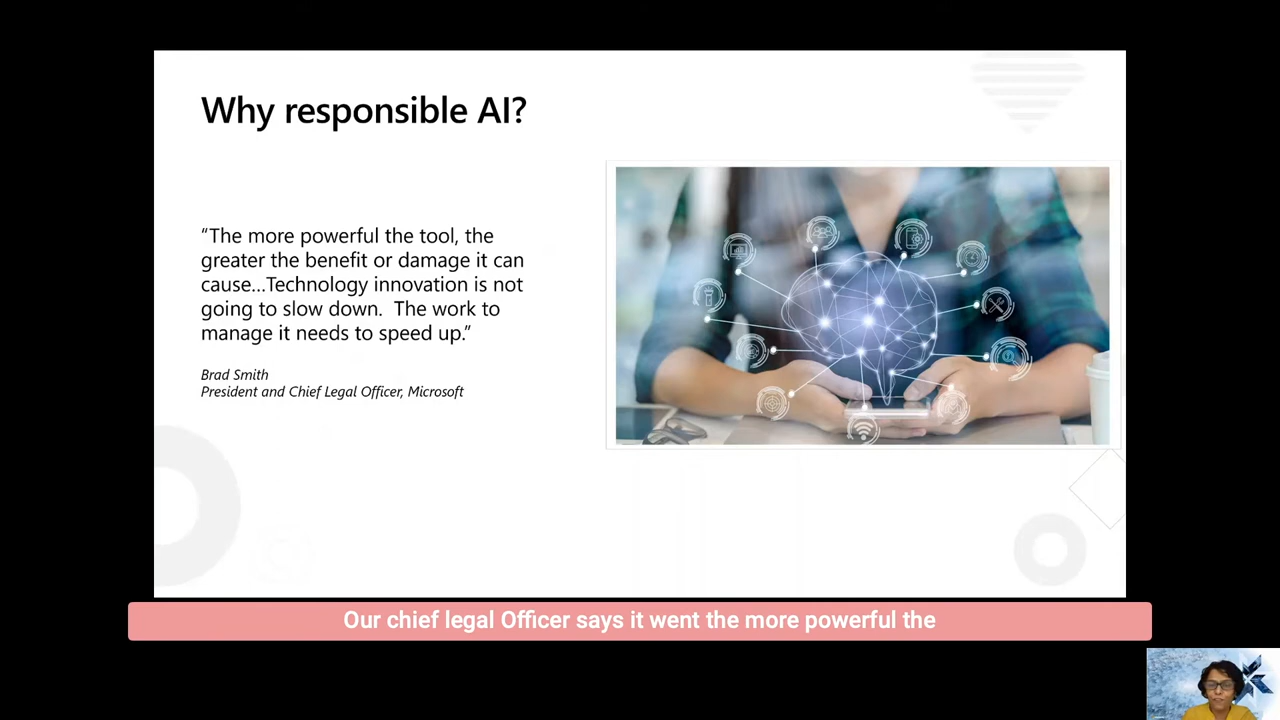 Why responsible AI?
“The more powerful the tool, the
greater the benefit or damage it can
cause...Technology innovation is not
going to slow down.  The work to
manage it needs to speed up.”
Brad Smith
President and Chief Legal Officer, Microsoft
Our chief legal Officer says it went the more powerful the